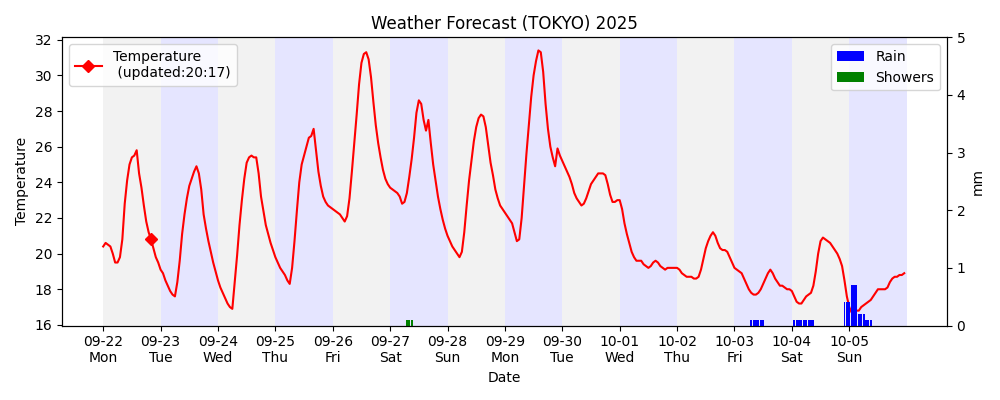 Weather Forecast (TOKYO) 2025
Temperature
(updated:20:17)
Rain
Showers
Temperature
32
30
28
26
24
22
20
18
16
5
4
3
2
1
0
mm
09-22 09-23 09-24 09-25 09-26 09-27 09-28 09-29 09-30 10-01 10-02 10-03 10-04 10-05
Mon Tue Wed Thu Fri Sat Sun Mon Tue Wed Thu Fri Sat Sun
Date